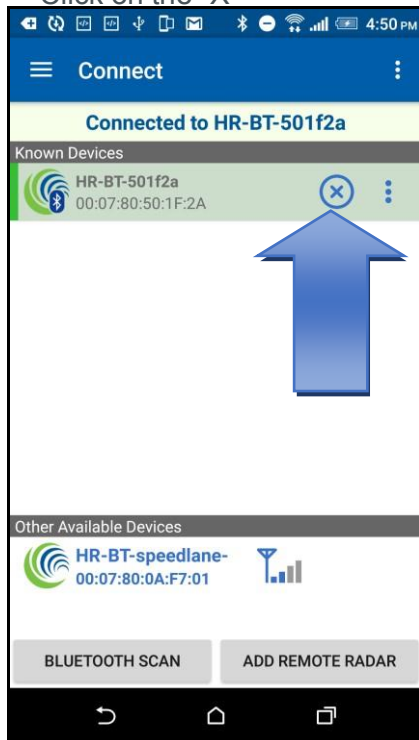 Click on the "X"
4:50 PM
Connect
Connected to HR-BT-501f2a
Known Devices
HR-BT-501f2a
00:07:80:50:1F:2A
Other Available Devices
HR-BT-speedlane-
00:07:80:0A:F7:01
BLUETOOTH SCAN
ADD REMOTE RADAR